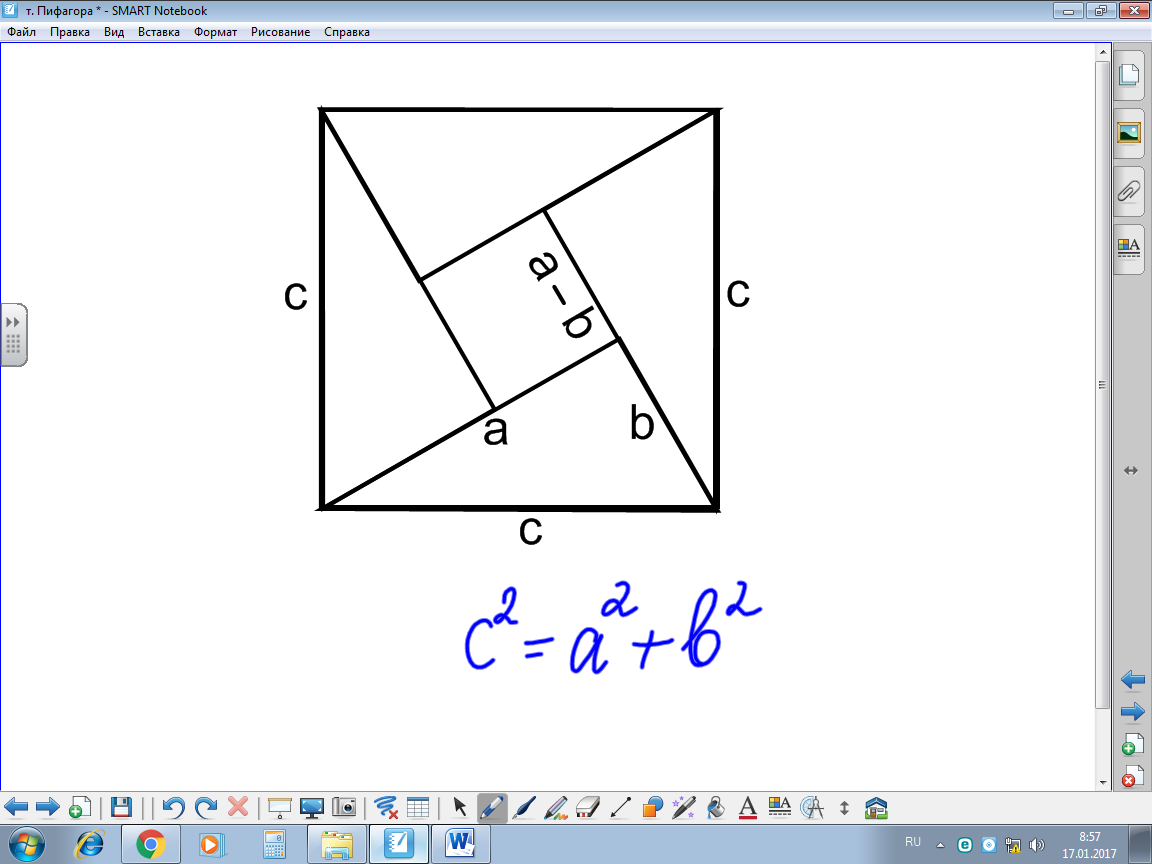 т. Пифагора * - SMART Notebook
Файл Правка Вид Вставка Формат Рисование Справка
c
c
a – b
a
b
c
c² = a² + b²
RU
8:57
17.01.2017